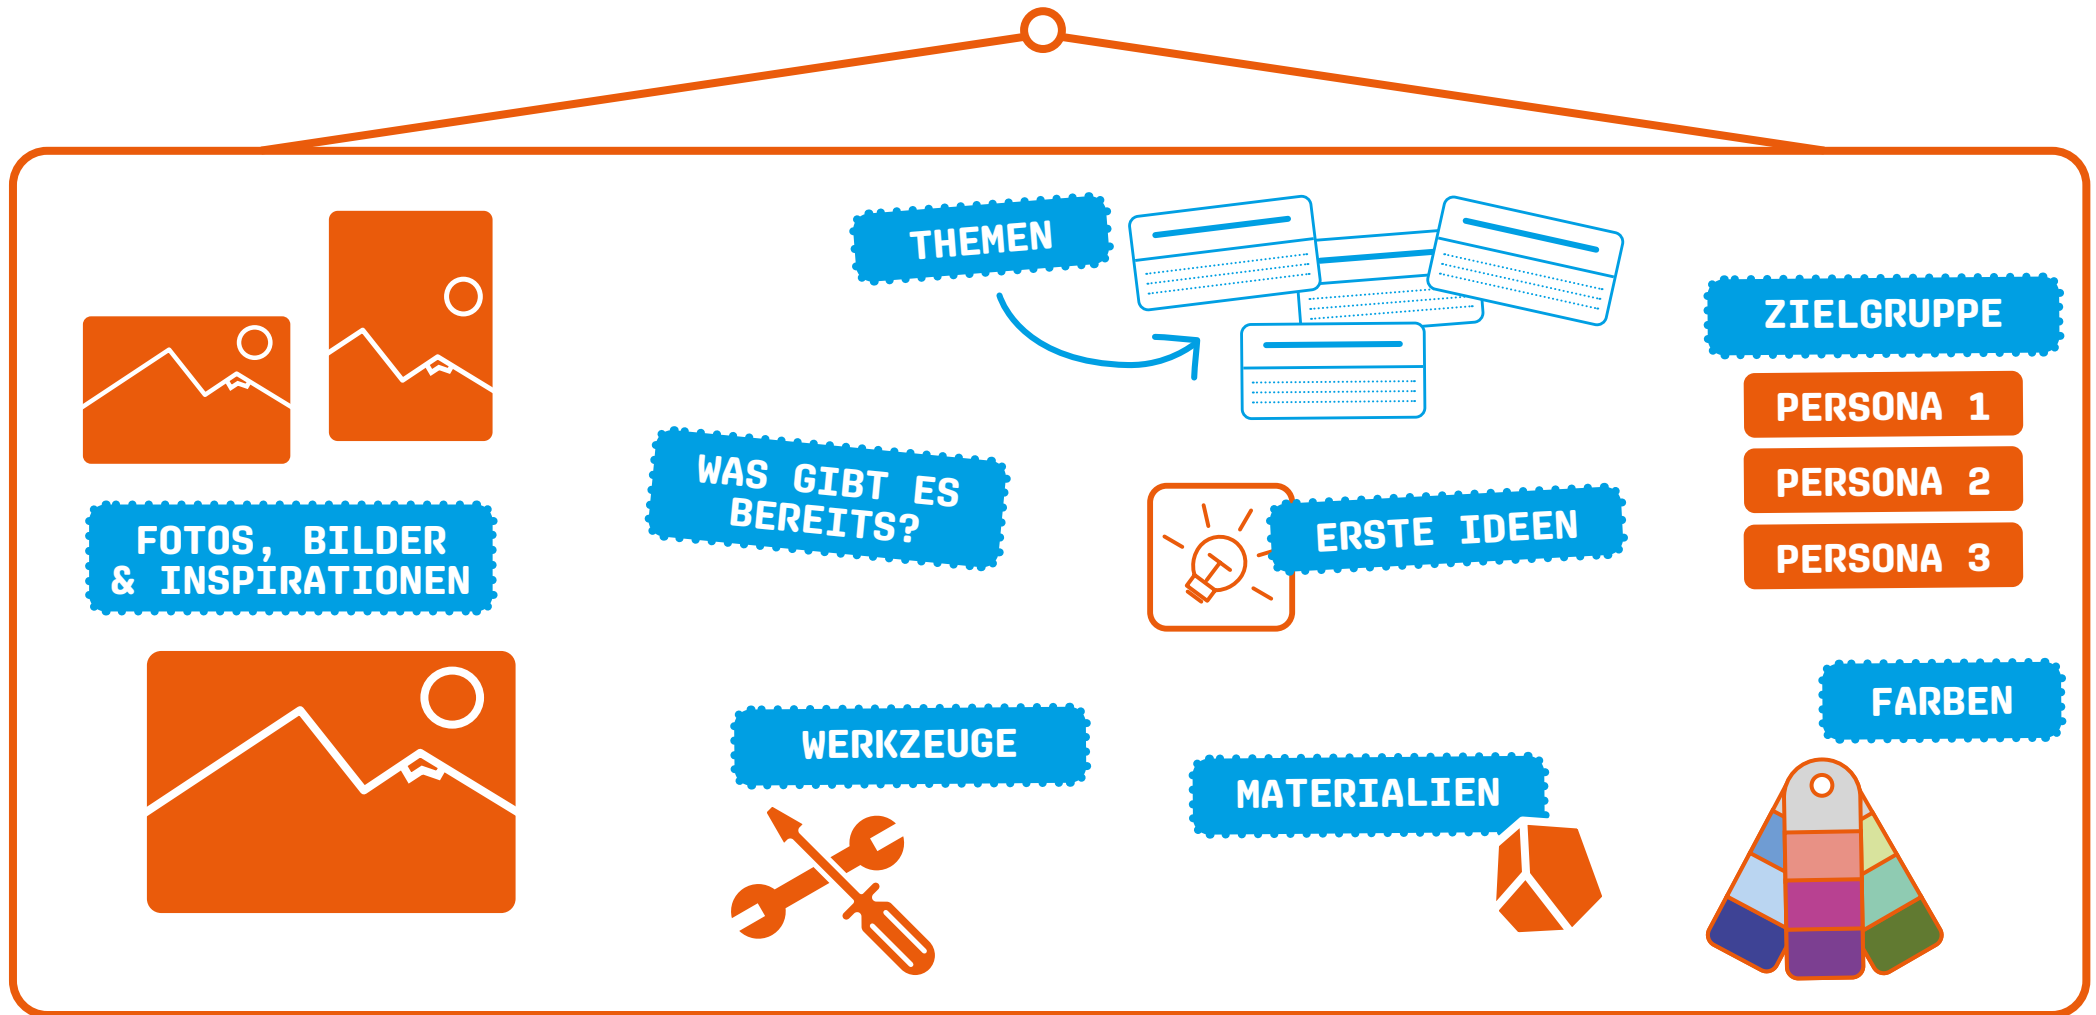 THEMEN
ZIELGRUPPE
PERSONA 1
PERSONA 2
PERSONA 3
WAS GIBT ES
BEREITS?
ERSTE IDEEN
FOTOS, BILDER
& INSPIRATIONEN
FARBEN
WERKZEUGE
MATERIALIEN